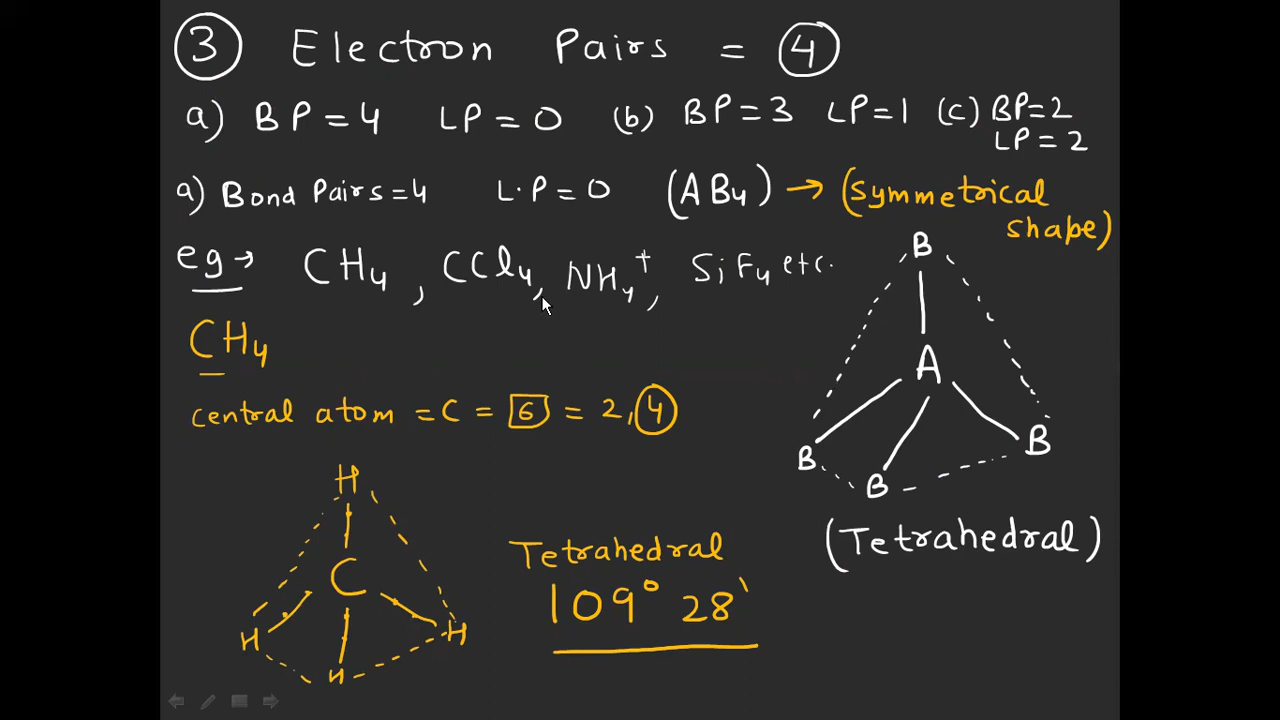 ③ Electron Pairs = ④
a) BP = 4 LP = 0 (b) BP = 3 LP = 1 (c) BP = 2
LP = 2
a) Bond Pairs = 4 L.P = 0 (AB₄) → (symmetrical
shape)
eg → CH₄, CCl₄, NH₄⁺, SiF₄ etc.
B
A
B
B
B
(Tetrahedral)
CH₄
central atom = C = 6 = 2,④
H
C
H
H
H
Tetrahedral
109° 28'